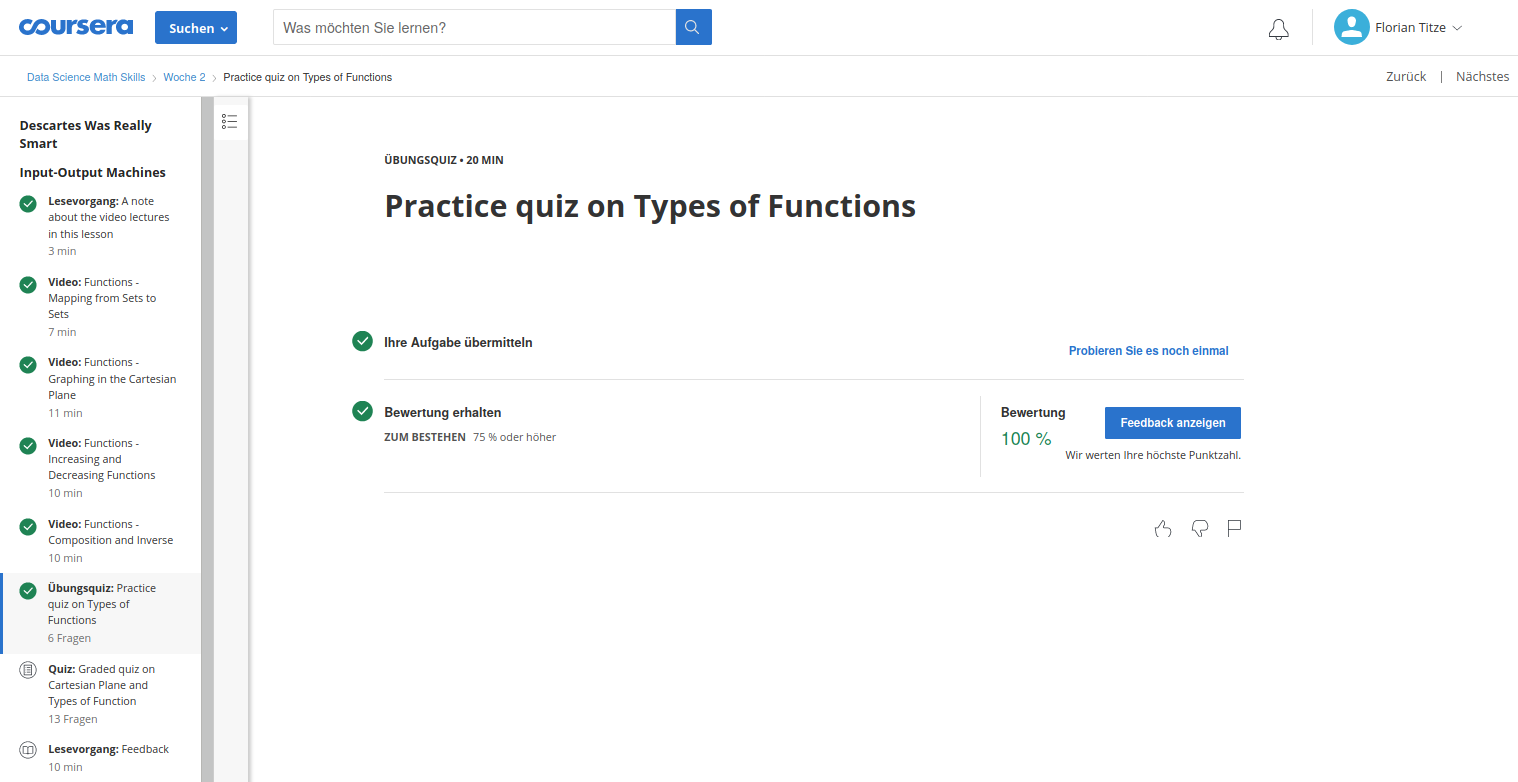 coursera
Suchen
Was möchten Sie lernen?
Florian Titze
Data Science Math Skills > Woche 2 > Practice quiz on Types of Functions
Zurück | Nächstes
Descartes Was Really
Smart
Input-Output Machines
Lesevorgang: A note
about the video lectures
in this lesson
3 min
Video: Functions -
Mapping from Sets to
Sets
7 min
Video: Functions -
Graphing in the Cartesian
Plane
11 min
Video: Functions -
Increasing and
Decreasing Functions
10 min
Video: Functions -
Composition and Inverse
10 min
Übungsquiz: Practice
quiz on Types of
Functions
6 Fragen
Quiz: Graded quiz on
Cartesian Plane and
Types of Function
13 Fragen
Lesevorgang: Feedback
10 min
ÜBUNGSQUIZ • 20 MIN
Practice quiz on Types of Functions
Ihre Aufgabe übermitteln
Probieren Sie es noch einmal
Bewertung erhalten
ZUM BESTEHEN 75 % oder höher
Bewertung
100 %
Feedback anzeigen
Wir werten Ihre höchste Punktzahl.